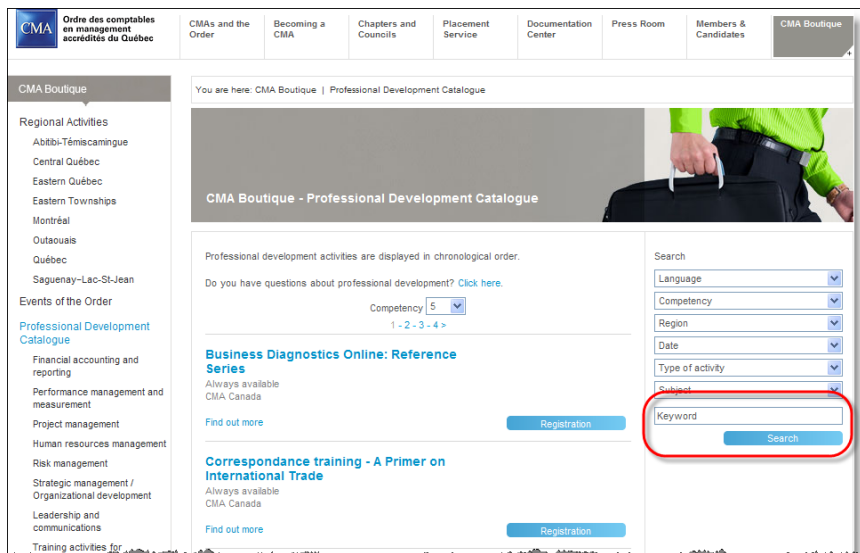 CMA
Ordre des comptables
en management
accrédités du Québec
CMAs and the
Order
Becoming a
CMA
Chapters and
Councils
Placement
Service
Documentation
Center
Press Room
Members &
Candidates
CMA Boutique
+
CMA Boutique
You are here: CMA Boutique | Professional Development Catalogue
Regional Activities
Abitibi-Témiscamingue
Central Québec
Eastern Québec
Eastern Townships
Montréal
Outaouais
Québec
Saguenay–Lac-St-Jean
Events of the Order
Professional Development
Catalogue
Financial accounting and
reporting
Performance management and
measurement
Project management
Human resources management
Risk management
Strategic management /
Organizational development
Leadership and
communications
Training activities for
CMA Boutique - Professional Development Catalogue
Professional development activities are displayed in chronological order.
Do you have questions about professional development? Click here.
Competency 5
1 - 2 - 3 - 4 >
Business Diagnostics Online: Reference
Series
Always available
CMA Canada
Find out more
Registration
Correspondance training - A Primer on
International Trade
Always available
CMA Canada
Find out more
Registration
Search
Language
Competency
Region
Date
Type of activity
Subject
Keyword
Search